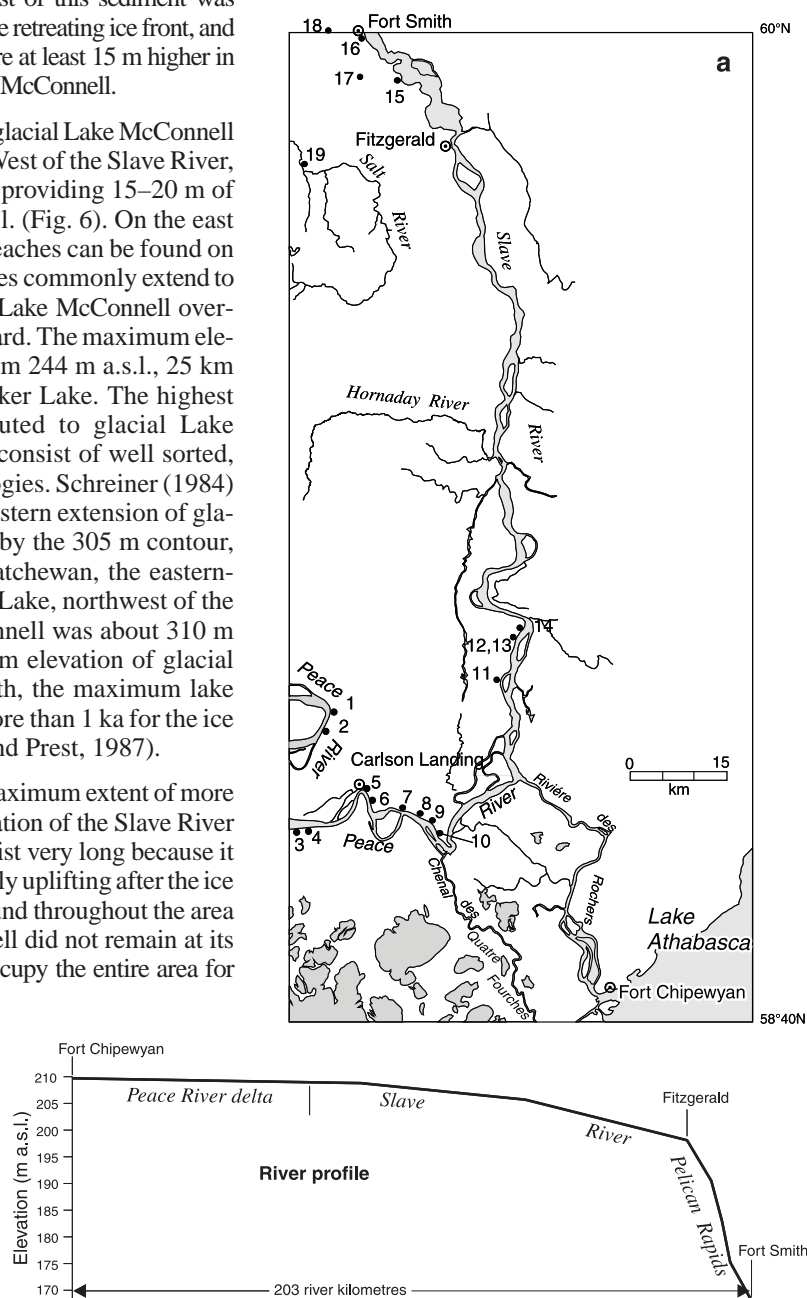 st of this sediment was
e retreating ice front, and
re at least 15 m higher in
McConnell.
glacial Lake McConnell
West of the Slave River,
providing 15–20 m of
l. (Fig. 6). On the east
eaches can be found on
es commonly extend to
Lake McConnell over-
ard. The maximum ele-
m 244 m a.s.l., 25 km
ker Lake. The highest
uted to glacial Lake
consist of well sorted,
ogies. Schreiner (1984)
stern extension of gla-
by the 305 m contour,
atchewan, the eastern-
Lake, northwest of the
nnell was about 310 m
m elevation of glacial
th, the maximum lake
ore than 1 ka for the ice
nd Prest, 1987).
aximum extent of more
ation of the Slave River
ist very long because it
ly uplifting after the ice
und throughout the area
ell did not remain at its
ccupy the entire area for
18
Fort Smith
60°N
16
a
17
15
Fitzgerald
19
Salt
River
Slave
Hornaday River
River
14
12,13
11
Peace
1
2
River
Carlson Landing
0 15
km
5
6
7
8
9
River
Riviére
des
3
4
Peace
10
Chenal
des
Quatre
Fourches
Rochers
Lake
Athabasca
Fort Chipewyan
58°40N
Fort Chipewyan
210
205
200
195
190
185
180
175
170
Elevation (m a.s.l.)
Peace River delta
Slave
River
Fitzgerald
River profile
Pelican Rapids
Fort Smith
203 river kilometres